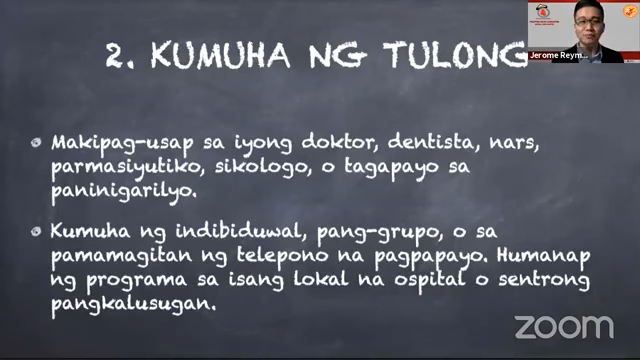 2. KUMUHA NG TULONG
Jerome Reym...
Makipag-usap sa iyong doktor, dentista, nars,
parmasiyutiko, sikologo, o tagapayo sa
paninigarilyo.
Kumuha ng indibiduwal, pang-grupo, o sa
pamamagitan ng telepono na pagpapayo. Humanap
ng programa sa isang lokal na ospital o sentrong
pangkalusugan.
zoom